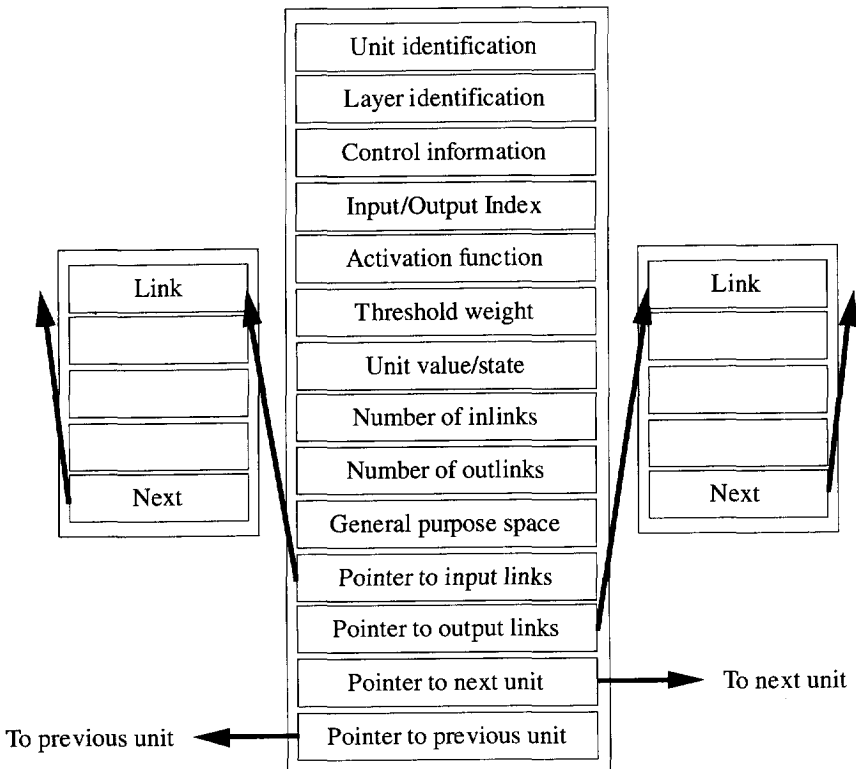 Unit identification
Layer identification
Control information
Input/Output Index
Activation function
Threshold weight
Unit value/state
Number of inlinks
Number of outlinks
General purpose space
Pointer to input links
Pointer to output links
Pointer to next unit
Pointer to previous unit
Link
Next
Link
Next
To next unit
To previous unit